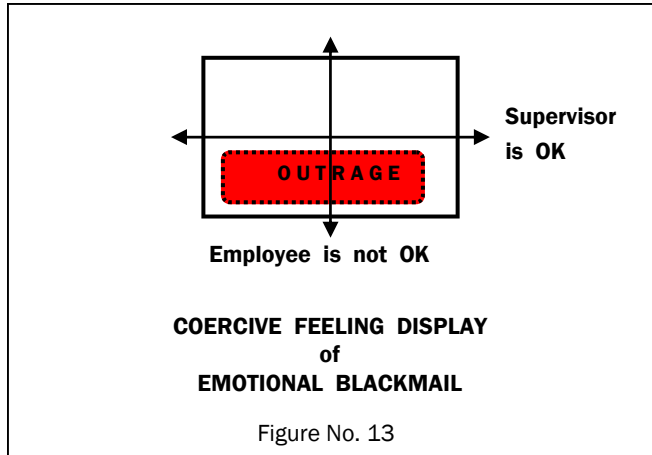 Supervisor
is OK
OUTRAGE
Employee is not OK
COERCIVE FEELING DISPLAY
of
EMOTIONAL BLACKMAIL
Figure No. 13